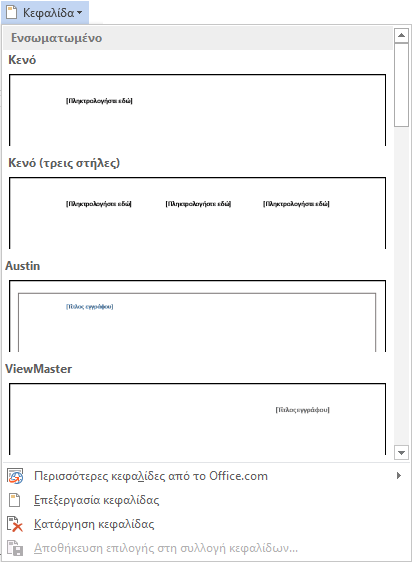 Κεφαλίδα
Ενσωματωμένο
Κενό
[Πληκτρολογήστε εδώ]
Κενό (τρεις στήλες)
[Πληκτρολογήστε εδώ] [Πληκτρολογήστε εδώ] [Πληκτρολογήστε εδώ]
Austin
[Τίτλος εγγράφου]
ViewMaster
[Τίτλος εγγράφου]
Περισσότερες κεφαλίδες από το Office.com
Επεξεργασία κεφαλίδας
Κατάργηση κεφαλίδας
Αποθήκευση επιλογής στη συλλογή κεφαλίδων...